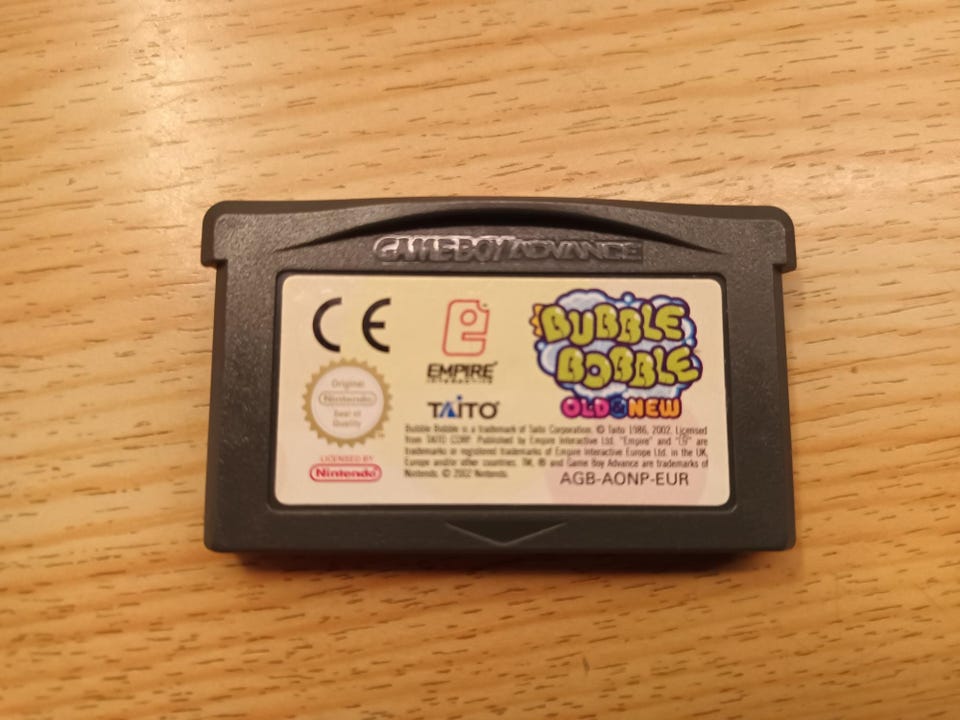 GAME BOY ADVANCE
CE
EMPIRE
INTERACTIVE
BUBBLE
BOBBLE
OLD & NEW
Original
Nintendo
Seal of
Quality
TAITO
LICENSED BY
Nintendo
Bubble Bobble is a trademark of Taito Corporation. © Taito 1986, 2002. Licensed
from TAITO CORP. Published by Empire Interactive Ltd. "Empire" and "
" are
trademarks or registered trademarks of Empire Interactive Europe Ltd. in the UK,
Europe and/or other countries. TM, ® and Game Boy Advance are trademarks of
Nintendo. © 2002 Nintendo.
AGB-AONP-EUR